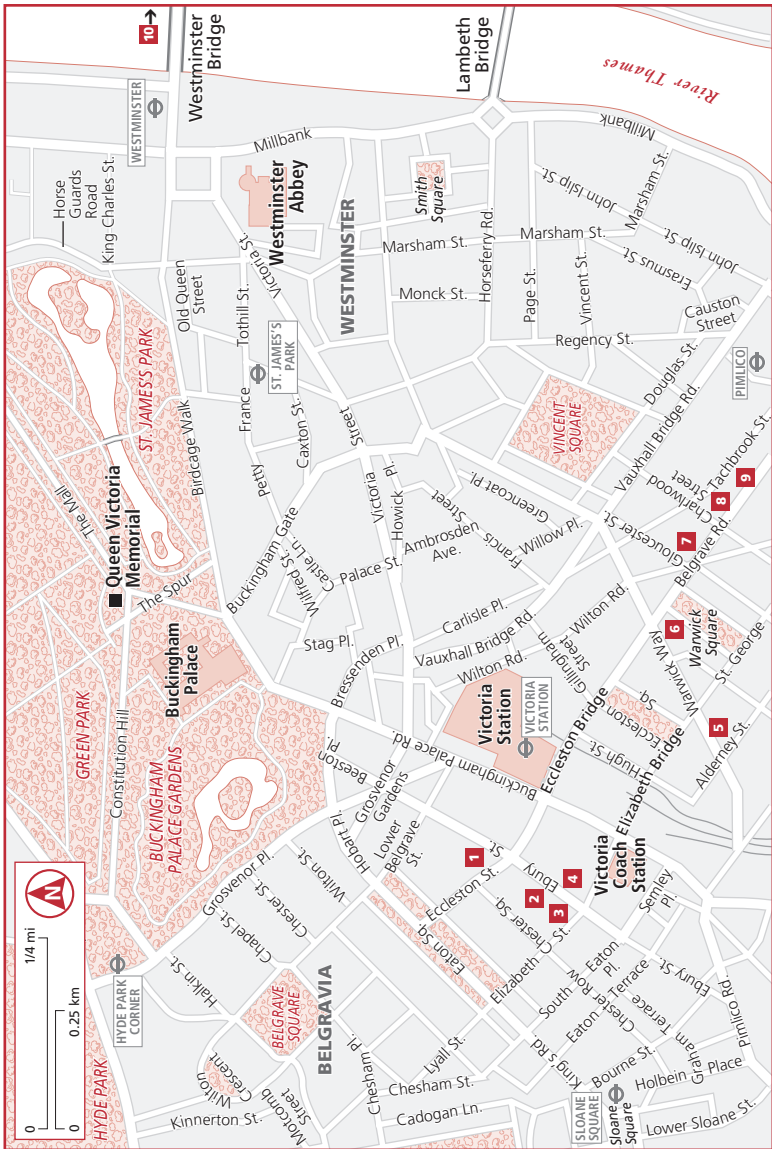 0
1/4 mi
0
0.25 km
N
HYDE PARK
HYDE PARK
CORNER
GREEN PARK
Constitution Hill
BUCKINGHAM
PALACE GARDENS
Buckingham
Palace
The Spur
The Mall
Queen Victoria
Memorial
ST. JAMES'S PARK
Birdcage Walk
Horse
Guards
Road
King Charles St.
Old Queen
Street
WESTMINSTER
10
Westminster
Bridge
Millbank
Westminster
Abbey
Victoria St.
Tothill St.
ST. JAMES'S
PARK
Petty
France
Caxton St.
Buckingham Gate
Castle Ln.
Wilfred St.
Palace St.
Stag Pl.
Bressenden Pl.
Victoria
Street
Howick
Pl.
Ambrosden
Ave.
Francis
Street
Willow Pl.
Greencoat Pl.
Carlisle Pl.
Vauxhall Bridge Rd.
Wilton Rd.
Gillingham
Street
Wilton Rd.
WESTMINSTER
Smith
Square
Lambeth
Bridge
River Thames
Millbank
Marsham St.
Monck St.
Horseferry Rd.
Marsham St.
Page St.
Vincent St.
Regency St.
John Islip St.
Marsham St.
John Islip St.
Erasmus St.
Causton
Street
Douglas St.
Vauxhall Bridge Rd.
PIMLICO
VINCENT
SQUARE
Tachbrook St.
Charlwood
Street
Gloucester St.
Belgrave Rd.
9
8
7
6
5
Warwick
Square
Warwick Way
St. George
Alderney St.
Eccleston
Sq.
Hugh St.
Eccleston Bridge
Elizabeth Bridge
Victoria
Station
VICTORIA
STATION
Buckingham Palace Rd.
Victoria
Coach
Station
Semley
Pl.
Beeston
Pl.
Grosvenor
Gardens
Lower
Belgrave
St.
Hobart Pl.
Grosvenor Pl.
Wilton St.
Chester St.
Chapel St.
Halkin St.
BELGRAVE
SQUARE
BELGRAVIA
Wilton
Crescent
Kinnerton St.
Motcomb
Street
Chesham Pl.
Chesham St.
Cadogan Ln.
Lyall St.
Eaton Sq.
Eccleston St.
1
Ebury
St.
2
3
4
Chester Sq.
Elizabeth
St.
South
Eaton
Pl.
Chester Row
Eaton
Terrace
Chester
Terrace
Ebury St.
King's Rd.
Bourne St.
Graham
Holbein
Place
Pimlico Rd.
SLOANE
SQUARE
Sloane
Square
Lower Sloane St.